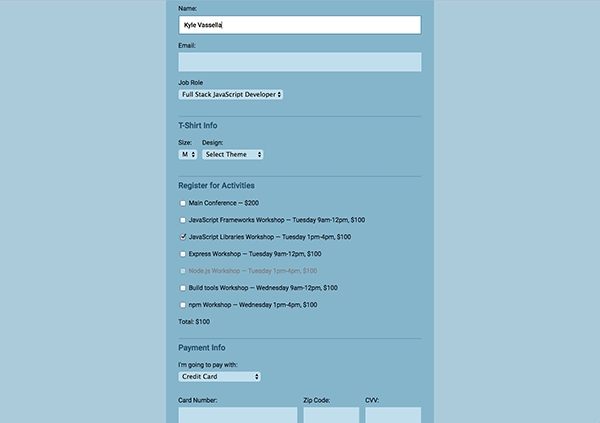 Name:
Kyle Vassella
Email:
Job Role
Full Stack JavaScript Developer
T-Shirt Info
Size: Design:
M Select Theme
Register for Activities
Main Conference — $200
JavaScript Frameworks Workshop — Tuesday 9am-12pm, $100
JavaScript Libraries Workshop — Tuesday 1pm-4pm, $100
Express Workshop — Tuesday 9am-12pm, $100
Node.js Workshop — Tuesday 1pm-4pm, $100
Build tools Workshop — Wednesday 9am-12pm, $100
npm Workshop — Wednesday 1pm-4pm, $100
Total: $100
Payment Info
I'm going to pay with:
Credit Card
Card Number: Zip Code: CVV: